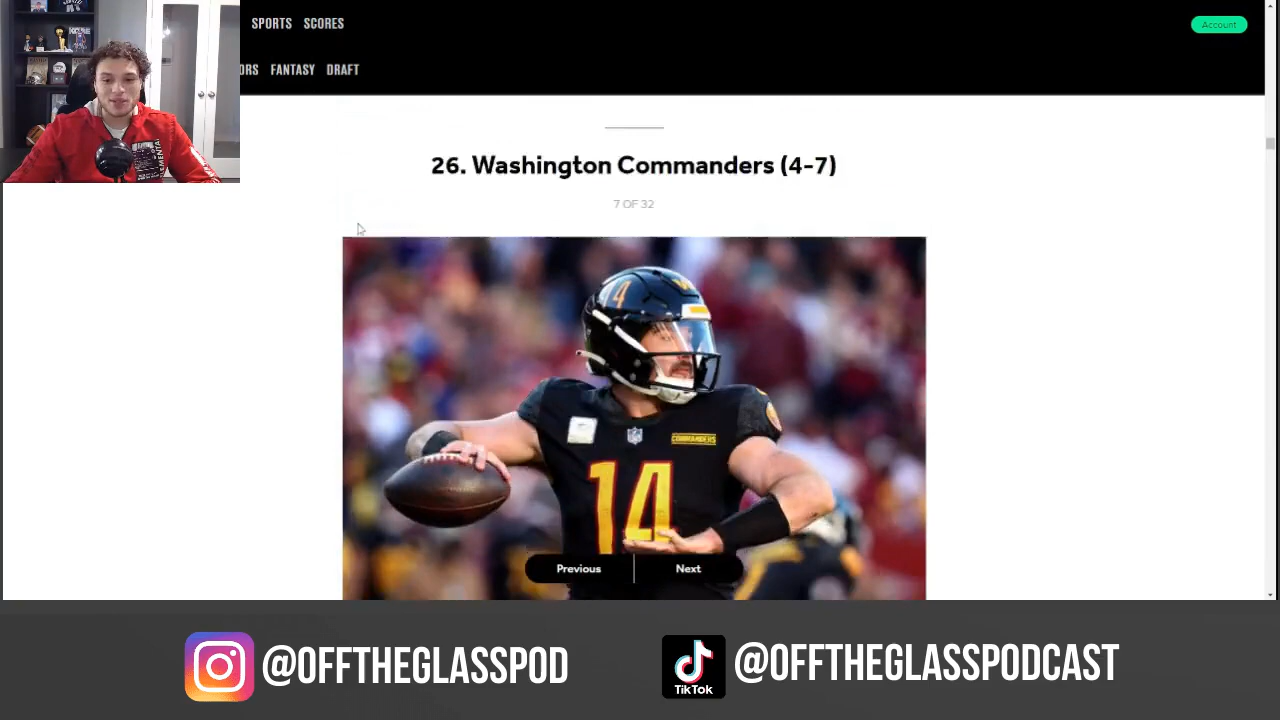 SPORTS SCORES
Account
ORS FANTASY DRAFT
26. Washington Commanders (4-7)
7 OF 32
14
COMMANDERS
14
Previous Next
@OFFTHEGLASSPOD
TikTok
@OFFTHEGLASSPODCAST